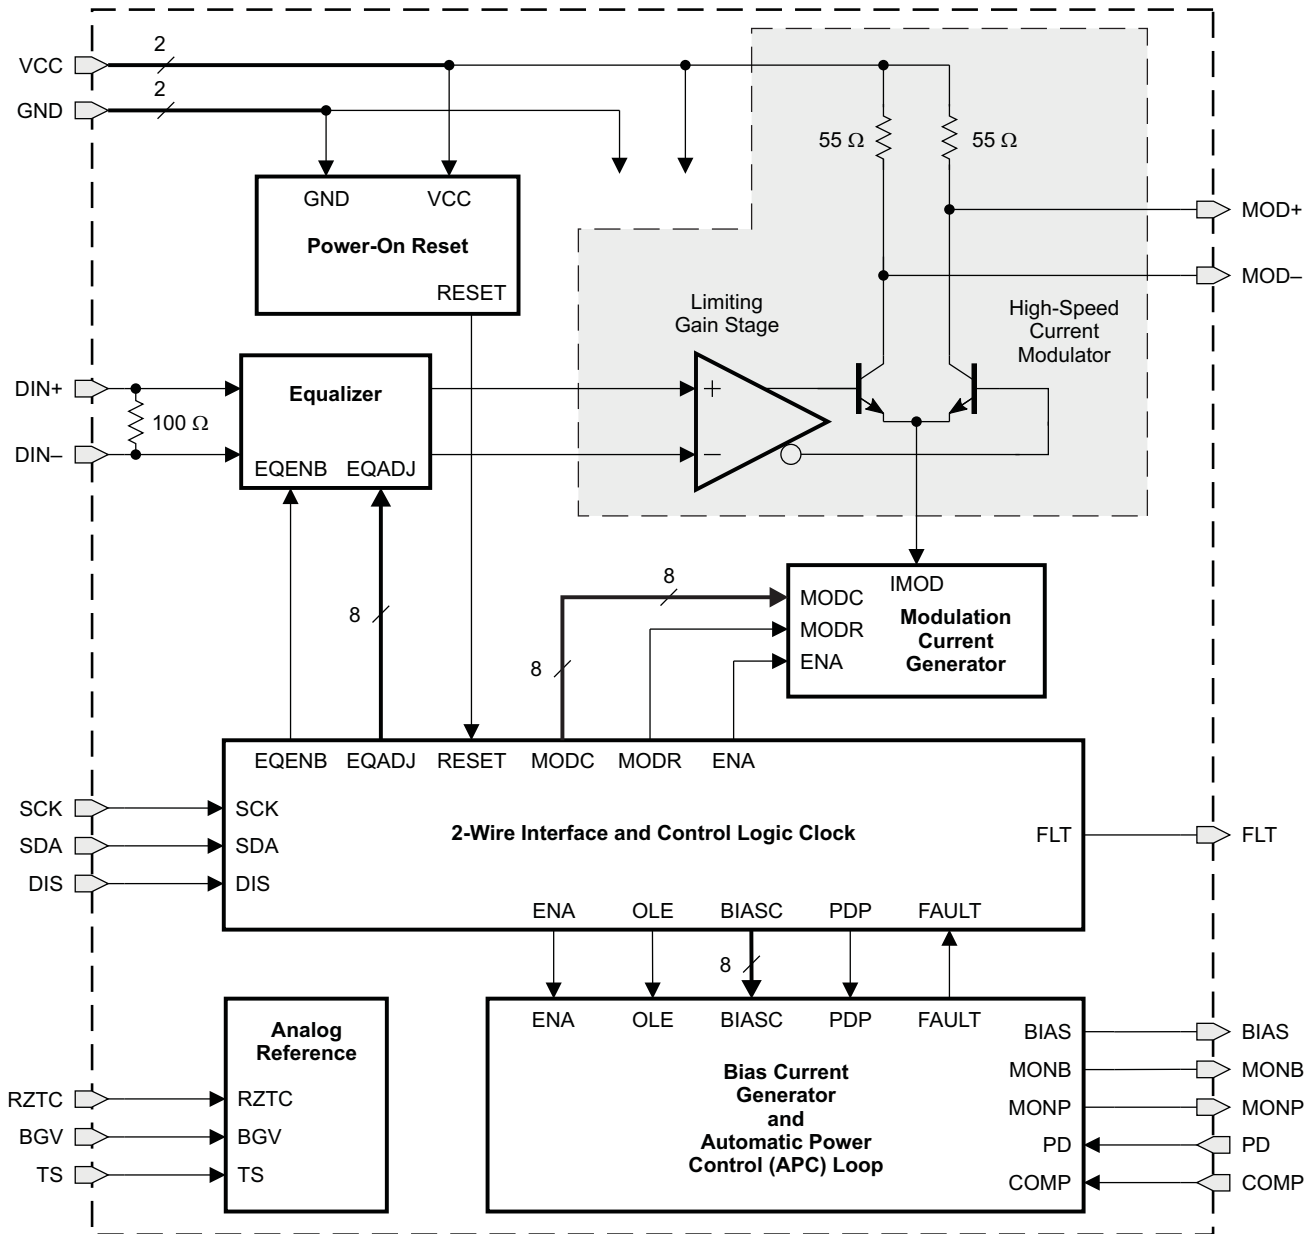 2
VCC
2
GND
55 Ω
55 Ω
GND
VCC
MOD+
Power-On Reset
MOD–
RESET
Limiting
Gain Stage
High-Speed
Current
Modulator
DIN+
Equalizer
+
100 Ω
DIN–
EQENB
EQADJ
–
8
IMOD
MODC
8
Modulation
Current
Generator
MODR
ENA
8
EQENB
EQADJ
RESET
MODC
MODR
ENA
SCK
SCK
2-Wire Interface and Control Logic Clock
FLT
FLT
SDA
SDA
DIS
DIS
ENA
OLE
BIASC
PDP
FAULT
8
Analog
Reference
ENA
OLE
BIASC
PDP
FAULT
BIAS
BIAS
MONB
MONB
Bias Current
Generator
and
Automatic Power
Control (APC) Loop
RZTC
RZTC
MONP
MONP
BGV
BGV
PD
PD
TS
TS
COMP
COMP